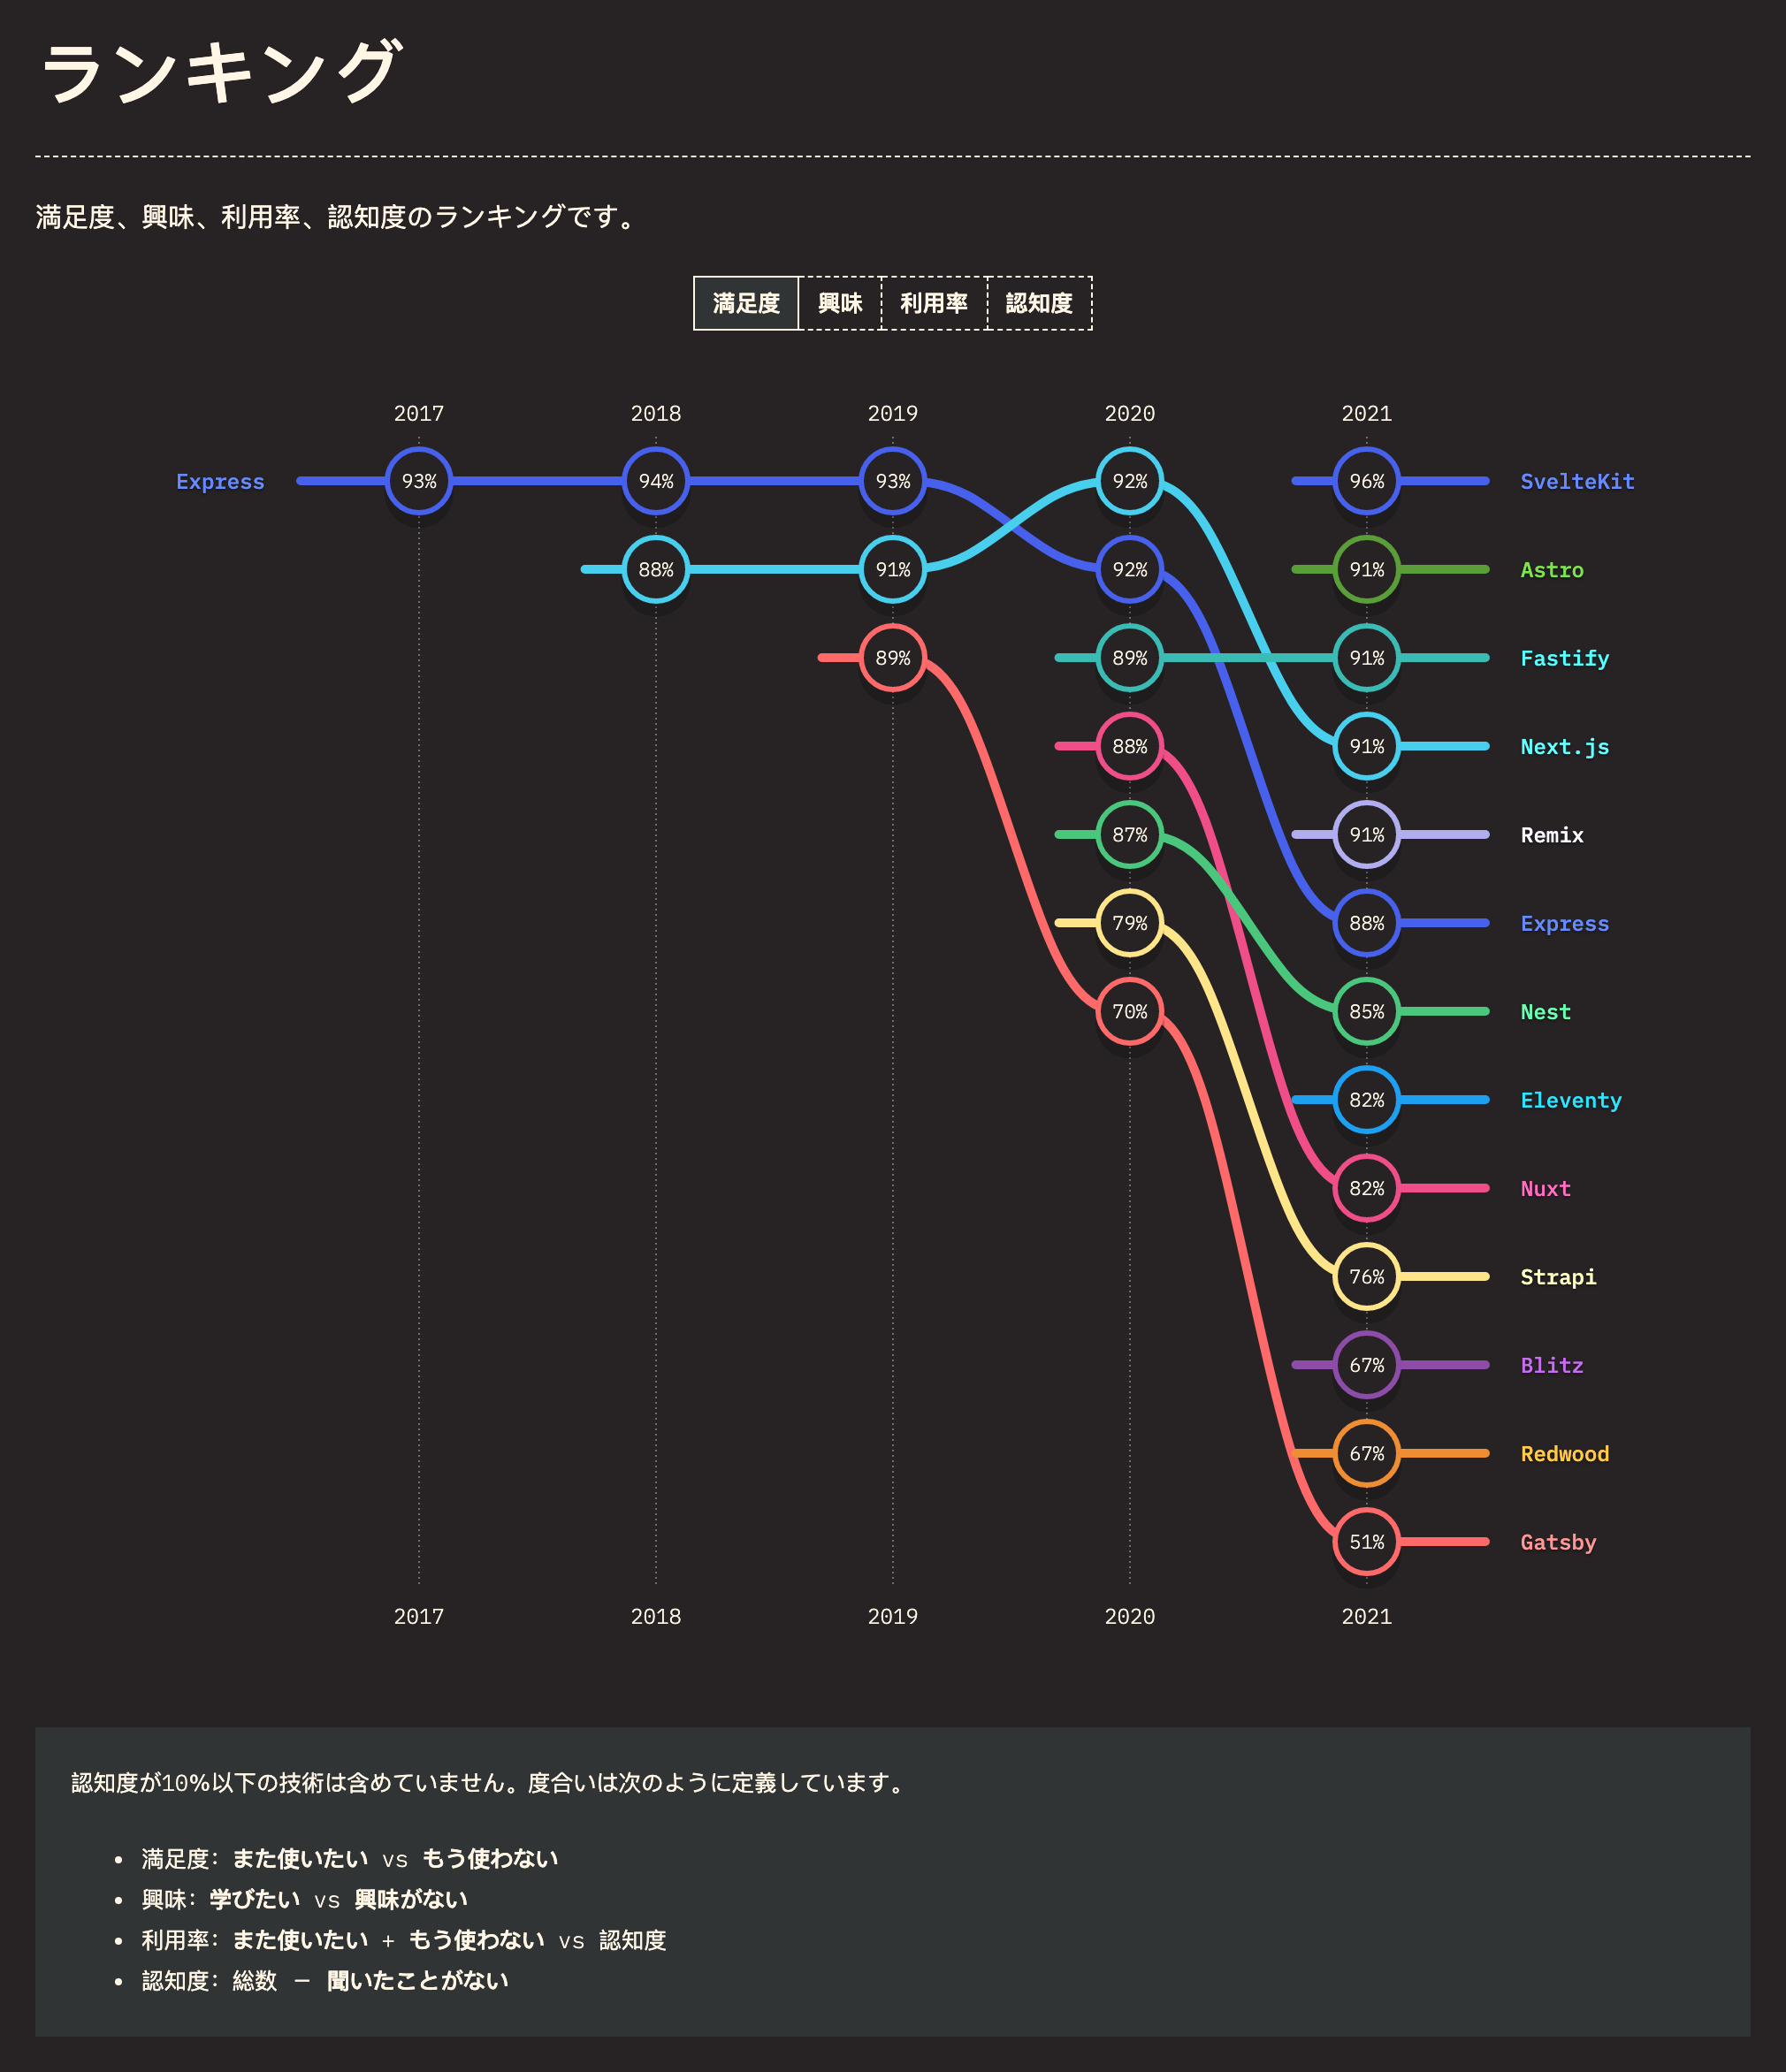 ランキング
満足度、興味、利用率、認知度のランキングです。
満足度 興味 利用率 認知度
2017 2018 2019 2020 2021
Express 93% 94% 93% 92% 96% SvelteKit
88% 91% 92% 91% Astro
89% 89% 91% Fastify
88% 91% Next.js
87% 91% Remix
79% 88% Express
70% 85% Nest
82% Eleventy
82% Nuxt
76% Strapi
67% Blitz
67% Redwood
51% Gatsby
2017 2018 2019 2020 2021
認知度が10%以下の技術は含めていません。度合いは次のように定義しています。
• 満足度: また使いたい vs もう使わない
• 興味: 学びたい vs 興味がない
• 利用率: また使いたい + もう使わない vs 認知度
• 認知度: 総数 − 聞いたことがない